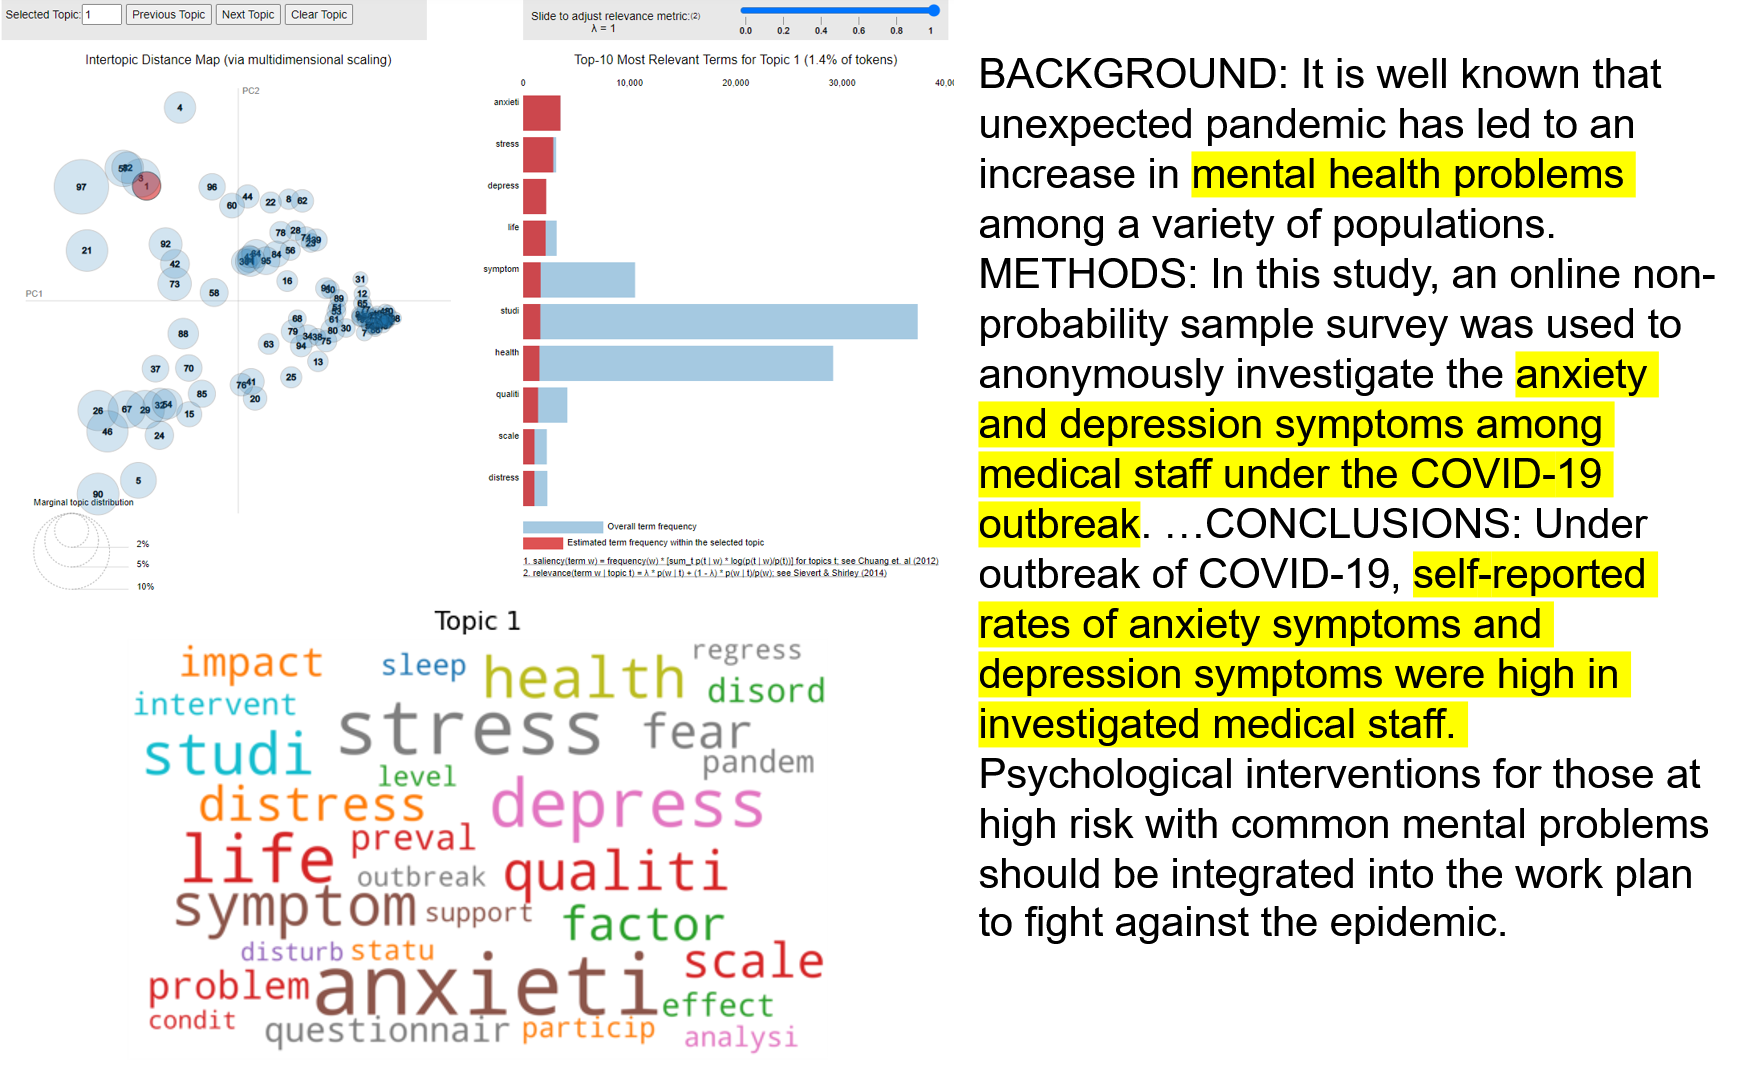 Selected Topic: 1 Previous Topic Next Topic Clear Topic
Slide to adjust relevance metric:(2)
λ = 1
0.0 0.2 0.4 0.6 0.8 1
Intertopic Distance Map (via multidimensional scaling)
PC2
PC1
4
97
3
1
96
44
60
22
8
62
21
92
42
73
58
78
28
56
84
95
16
31
12
89
61
68
79
80
30
7
34
38
75
94
63
13
88
37
70
76
41
25
20
85
26
67
29
32
54
15
46
24
5
90
Marginal topic distribution
2%
5%
10%
Top-10 Most Relevant Terms for Topic 1 (1.4% of tokens)
0 10,000 20,000 30,000
anxieti
stress
depress
life
symptom
studi
health
qualiti
scale
distress
Overall term frequency
Estimated term frequency within the selected topic
1. saliency(term w) = frequency(w) * [sum_t p(t | w) * log(p(t | w)/p(t))] for topics t; see Chuang et. al (2012)
2. relevance(term w | topic t) = λ * p(w | t) + (1 - λ) * p(w | t)/p(w); see Sievert & Shirley (2014)
Topic 1
impact
sleep
health
regress
disord
intervent
stress
fear
studi
level
pandem
distress
depress
preval
life
outbreak
qualiti
symptom
support
factor
disturb
statu
scale
problem
anxieti
effect
condit
questionnair
particip
analysi
BACKGROUND: It is well known that
unexpected pandemic has led to an
increase in mental health problems
among a variety of populations.
METHODS: In this study, an online non-
probability sample survey was used to
anonymously investigate the anxiety
and depression symptoms among
medical staff under the COVID-19
outbreak. …CONCLUSIONS: Under
outbreak of COVID-19, self-reported
rates of anxiety symptoms and
depression symptoms were high in
investigated medical staff.
Psychological interventions for those at
high risk with common mental problems
should be integrated into the work plan
to fight against the epidemic.